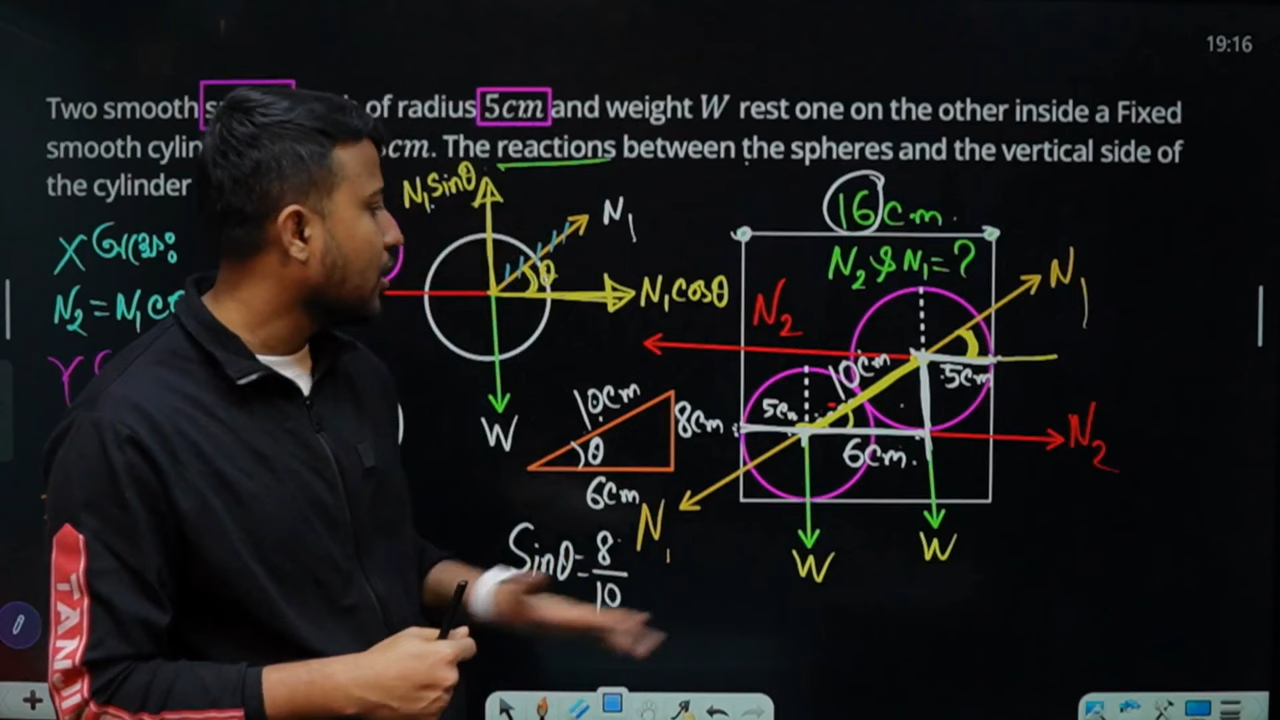 19:16
Two smooth of radius 5cm and weight W rest one on the other inside a Fixed
smooth cylin cm. The reactions between the spheres and the vertical side of
the cylinder
N₁sinθ
N₁
θ
N₁cosθ
W
N₂ = N₁
16cm.
N₂ & N₁ = ?
N₂
N₁
10cm
5cm
6cm.
N₂
N₁
W
W
10cm
8cm.
θ
6cm
Sinθ = 8/10
TANJI